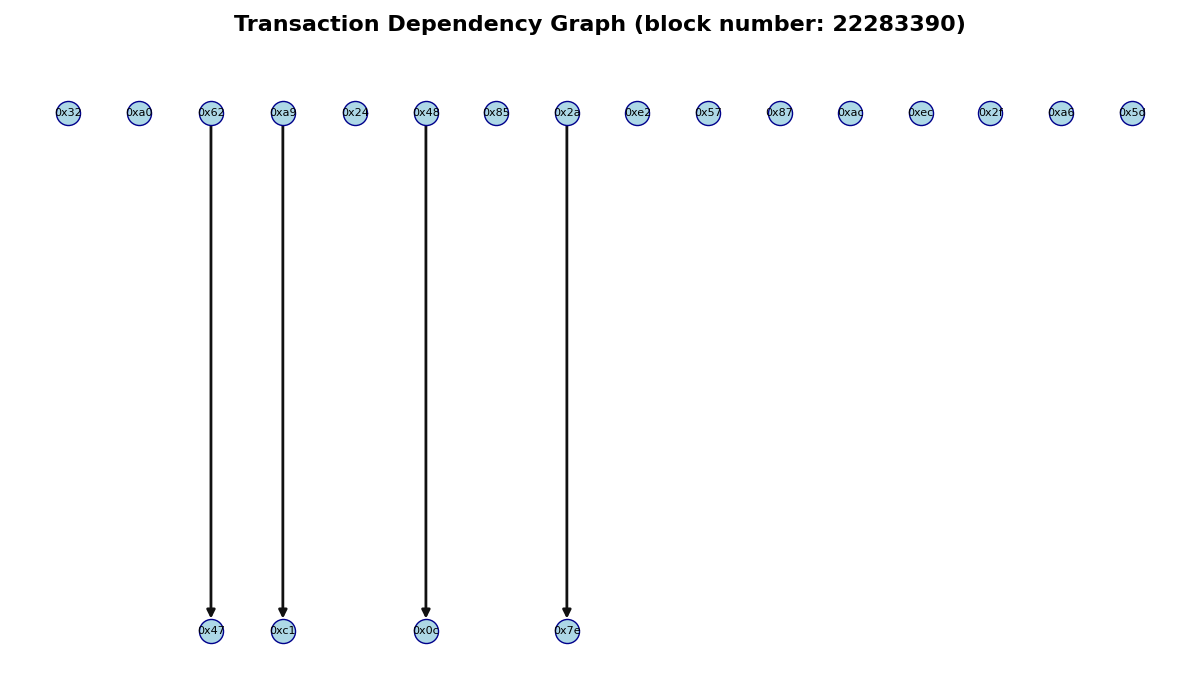 Transaction Dependency Graph (block number: 22283390)
0x32 0xa0 0x62 0xa9 0x24 0x48 0x85 0x2a 0xe2 0x57 0x87 0xac 0xec 0x2f 0xa6 0x5d
0x47 0xc1 0x0c 0x7e